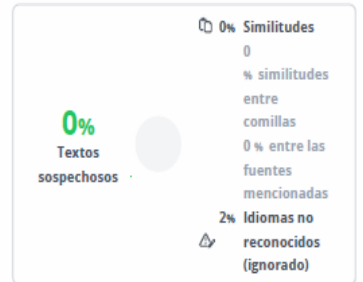 0%
Textos
sospechosos
0% Similitudes
0
% similitudes
entre
comillas
0 % entre las
fuentes
mencionadas
2% Idiomas no
reconocidos
(ignorado)